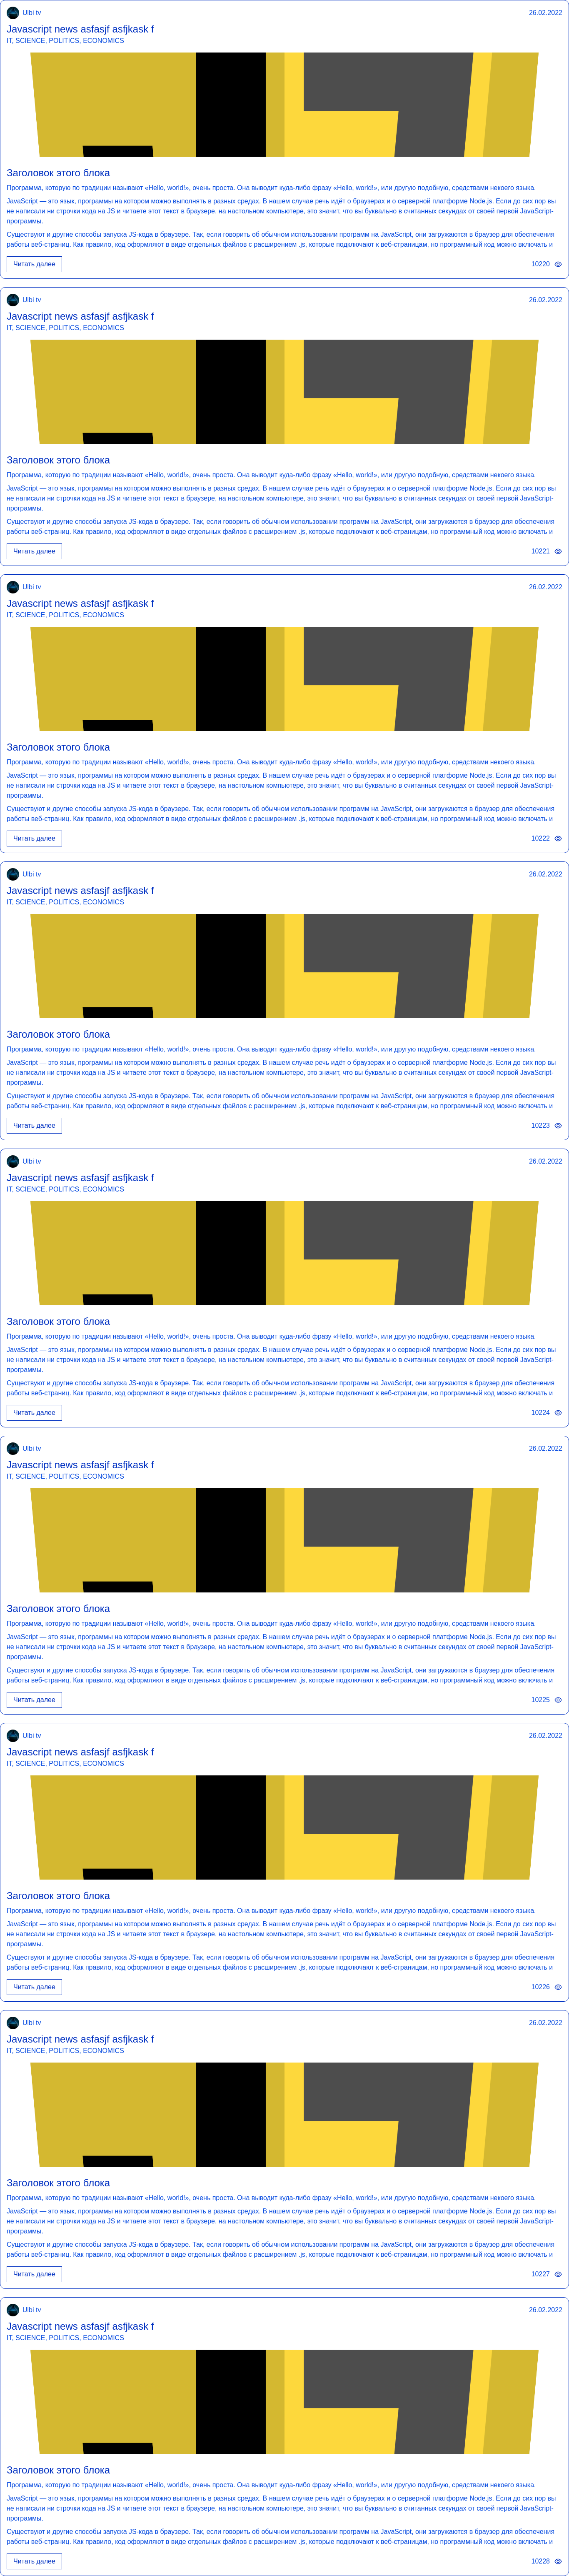 Ulbi tv 26.02.2022
Javascript news asfasjf asfjkask f
IT, SCIENCE, POLITICS, ECONOMICS
Заголовок этого блока
Программа, которую по традиции называют «Hello, world!», очень проста. Она выводит куда-либо фразу «Hello, world!», или другую подобную, средствами некоего языка.
JavaScript — это язык, программы на котором можно выполнять в разных средах. В нашем случае речь идёт о браузерах и о серверной платформе Node.js. Если до сих пор вы
не написали ни строчки кода на JS и читаете этот текст в браузере, на настольном компьютере, это значит, что вы буквально в считанных секундах от своей первой JavaScript-
программы.
Существуют и другие способы запуска JS-кода в браузере. Так, если говорить об обычном использовании программ на JavaScript, они загружаются в браузер для обеспечения
работы веб-страниц. Как правило, код оформляют в виде отдельных файлов с расширением .js, которые подключают к веб-страницам, но программный код можно включать и
Читать далее 10220
Ulbi tv 26.02.2022
Javascript news asfasjf asfjkask f
IT, SCIENCE, POLITICS, ECONOMICS
Заголовок этого блока
Программа, которую по традиции называют «Hello, world!», очень проста. Она выводит куда-либо фразу «Hello, world!», или другую подобную, средствами некоего языка.
JavaScript — это язык, программы на котором можно выполнять в разных средах. В нашем случае речь идёт о браузерах и о серверной платформе Node.js. Если до сих пор вы
не написали ни строчки кода на JS и читаете этот текст в браузере, на настольном компьютере, это значит, что вы буквально в считанных секундах от своей первой JavaScript-
программы.
Существуют и другие способы запуска JS-кода в браузере. Так, если говорить об обычном использовании программ на JavaScript, они загружаются в браузер для обеспечения
работы веб-страниц. Как правило, код оформляют в виде отдельных файлов с расширением .js, которые подключают к веб-страницам, но программный код можно включать и
Читать далее 10221
Ulbi tv 26.02.2022
Javascript news asfasjf asfjkask f
IT, SCIENCE, POLITICS, ECONOMICS
Заголовок этого блока
Программа, которую по традиции называют «Hello, world!», очень проста. Она выводит куда-либо фразу «Hello, world!», или другую подобную, средствами некоего языка.
JavaScript — это язык, программы на котором можно выполнять в разных средах. В нашем случае речь идёт о браузерах и о серверной платформе Node.js. Если до сих пор вы
не написали ни строчки кода на JS и читаете этот текст в браузере, на настольном компьютере, это значит, что вы буквально в считанных секундах от своей первой JavaScript-
программы.
Существуют и другие способы запуска JS-кода в браузере. Так, если говорить об обычном использовании программ на JavaScript, они загружаются в браузер для обеспечения
работы веб-страниц. Как правило, код оформляют в виде отдельных файлов с расширением .js, которые подключают к веб-страницам, но программный код можно включать и
Читать далее 10222
Ulbi tv 26.02.2022
Javascript news asfasjf asfjkask f
IT, SCIENCE, POLITICS, ECONOMICS
Заголовок этого блока
Программа, которую по традиции называют «Hello, world!», очень проста. Она выводит куда-либо фразу «Hello, world!», или другую подобную, средствами некоего языка.
JavaScript — это язык, программы на котором можно выполнять в разных средах. В нашем случае речь идёт о браузерах и о серверной платформе Node.js. Если до сих пор вы
не написали ни строчки кода на JS и читаете этот текст в браузере, на настольном компьютере, это значит, что вы буквально в считанных секундах от своей первой JavaScript-
программы.
Существуют и другие способы запуска JS-кода в браузере. Так, если говорить об обычном использовании программ на JavaScript, они загружаются в браузер для обеспечения
работы веб-страниц. Как правило, код оформляют в виде отдельных файлов с расширением .js, которые подключают к веб-страницам, но программный код можно включать и
Читать далее 10223
Ulbi tv 26.02.2022
Javascript news asfasjf asfjkask f
IT, SCIENCE, POLITICS, ECONOMICS
Заголовок этого блока
Программа, которую по традиции называют «Hello, world!», очень проста. Она выводит куда-либо фразу «Hello, world!», или другую подобную, средствами некоего языка.
JavaScript — это язык, программы на котором можно выполнять в разных средах. В нашем случае речь идёт о браузерах и о серверной платформе Node.js. Если до сих пор вы
не написали ни строчки кода на JS и читаете этот текст в браузере, на настольном компьютере, это значит, что вы буквально в считанных секундах от своей первой JavaScript-
программы.
Существуют и другие способы запуска JS-кода в браузере. Так, если говорить об обычном использовании программ на JavaScript, они загружаются в браузер для обеспечения
работы веб-страниц. Как правило, код оформляют в виде отдельных файлов с расширением .js, которые подключают к веб-страницам, но программный код можно включать и
Читать далее 10224
Ulbi tv 26.02.2022
Javascript news asfasjf asfjkask f
IT, SCIENCE, POLITICS, ECONOMICS
Заголовок этого блока
Программа, которую по традиции называют «Hello, world!», очень проста. Она выводит куда-либо фразу «Hello, world!», или другую подобную, средствами некоего языка.
JavaScript — это язык, программы на котором можно выполнять в разных средах. В нашем случае речь идёт о браузерах и о серверной платформе Node.js. Если до сих пор вы
не написали ни строчки кода на JS и читаете этот текст в браузере, на настольном компьютере, это значит, что вы буквально в считанных секундах от своей первой JavaScript-
программы.
Существуют и другие способы запуска JS-кода в браузере. Так, если говорить об обычном использовании программ на JavaScript, они загружаются в браузер для обеспечения
работы веб-страниц. Как правило, код оформляют в виде отдельных файлов с расширением .js, которые подключают к веб-страницам, но программный код можно включать и
Читать далее 10225
Ulbi tv 26.02.2022
Javascript news asfasjf asfjkask f
IT, SCIENCE, POLITICS, ECONOMICS
Заголовок этого блока
Программа, которую по традиции называют «Hello, world!», очень проста. Она выводит куда-либо фразу «Hello, world!», или другую подобную, средствами некоего языка.
JavaScript — это язык, программы на котором можно выполнять в разных средах. В нашем случае речь идёт о браузерах и о серверной платформе Node.js. Если до сих пор вы
не написали ни строчки кода на JS и читаете этот текст в браузере, на настольном компьютере, это значит, что вы буквально в считанных секундах от своей первой JavaScript-
программы.
Существуют и другие способы запуска JS-кода в браузере. Так, если говорить об обычном использовании программ на JavaScript, они загружаются в браузер для обеспечения
работы веб-страниц. Как правило, код оформляют в виде отдельных файлов с расширением .js, которые подключают к веб-страницам, но программный код можно включать и
Читать далее 10226
Ulbi tv 26.02.2022
Javascript news asfasjf asfjkask f
IT, SCIENCE, POLITICS, ECONOMICS
Заголовок этого блока
Программа, которую по традиции называют «Hello, world!», очень проста. Она выводит куда-либо фразу «Hello, world!», или другую подобную, средствами некоего языка.
JavaScript — это язык, программы на котором можно выполнять в разных средах. В нашем случае речь идёт о браузерах и о серверной платформе Node.js. Если до сих пор вы
не написали ни строчки кода на JS и читаете этот текст в браузере, на настольном компьютере, это значит, что вы буквально в считанных секундах от своей первой JavaScript-
программы.
Существуют и другие способы запуска JS-кода в браузере. Так, если говорить об обычном использовании программ на JavaScript, они загружаются в браузер для обеспечения
работы веб-страниц. Как правило, код оформляют в виде отдельных файлов с расширением .js, которые подключают к веб-страницам, но программный код можно включать и
Читать далее 10227
Ulbi tv 26.02.2022
Javascript news asfasjf asfjkask f
IT, SCIENCE, POLITICS, ECONOMICS
Заголовок этого блока
Программа, которую по традиции называют «Hello, world!», очень проста. Она выводит куда-либо фразу «Hello, world!», или другую подобную, средствами некоего языка.
JavaScript — это язык, программы на котором можно выполнять в разных средах. В нашем случае речь идёт о браузерах и о серверной платформе Node.js. Если до сих пор вы
не написали ни строчки кода на JS и читаете этот текст в браузере, на настольном компьютере, это значит, что вы буквально в считанных секундах от своей первой JavaScript-
программы.
Существуют и другие способы запуска JS-кода в браузере. Так, если говорить об обычном использовании программ на JavaScript, они загружаются в браузер для обеспечения
работы веб-страниц. Как правило, код оформляют в виде отдельных файлов с расширением .js, которые подключают к веб-страницам, но программный код можно включать и
Читать далее 10228